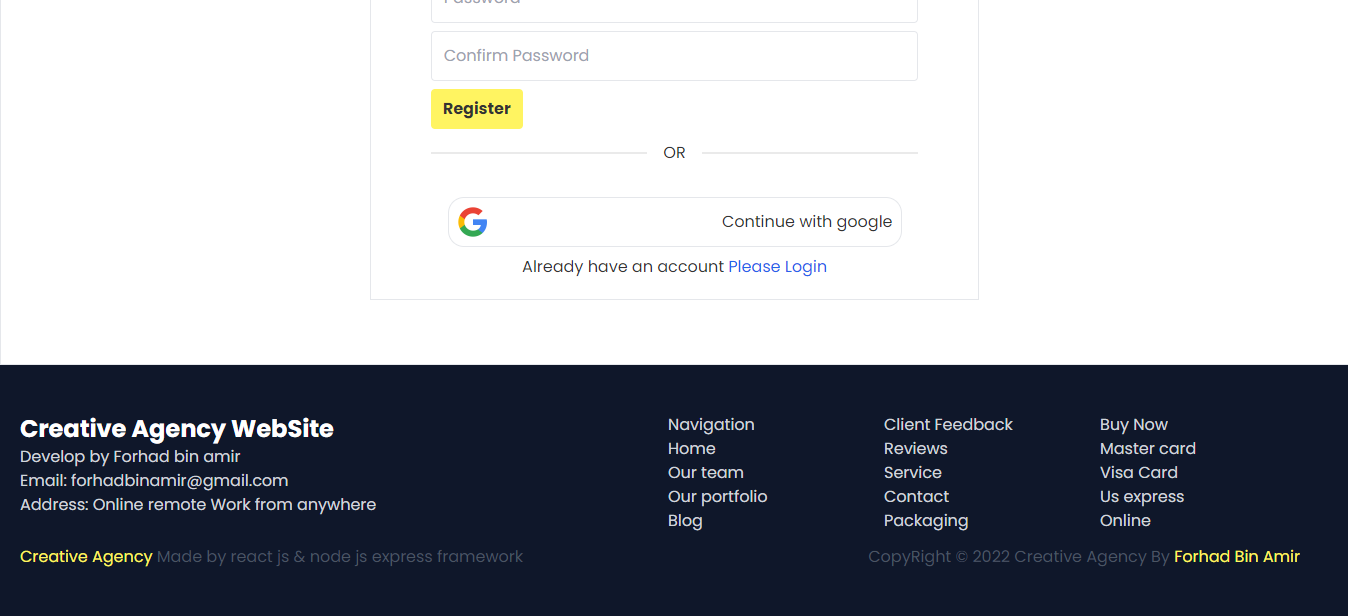 Password
Confirm Password
Register
OR
Continue with google
Already have an account Please Login
Creative Agency WebSite
Develop by Forhad bin amir
Email: forhadbinamir@gmail.com
Address: Online remote Work from anywhere
Navigation
Home
Our team
Our portfolio
Blog
Client Feedback
Reviews
Service
Contact
Packaging
Buy Now
Master card
Visa Card
Us express
Online
Creative Agency Made by react js & node js express framework
CopyRight © 2022 Creative Agency By Forhad Bin Amir